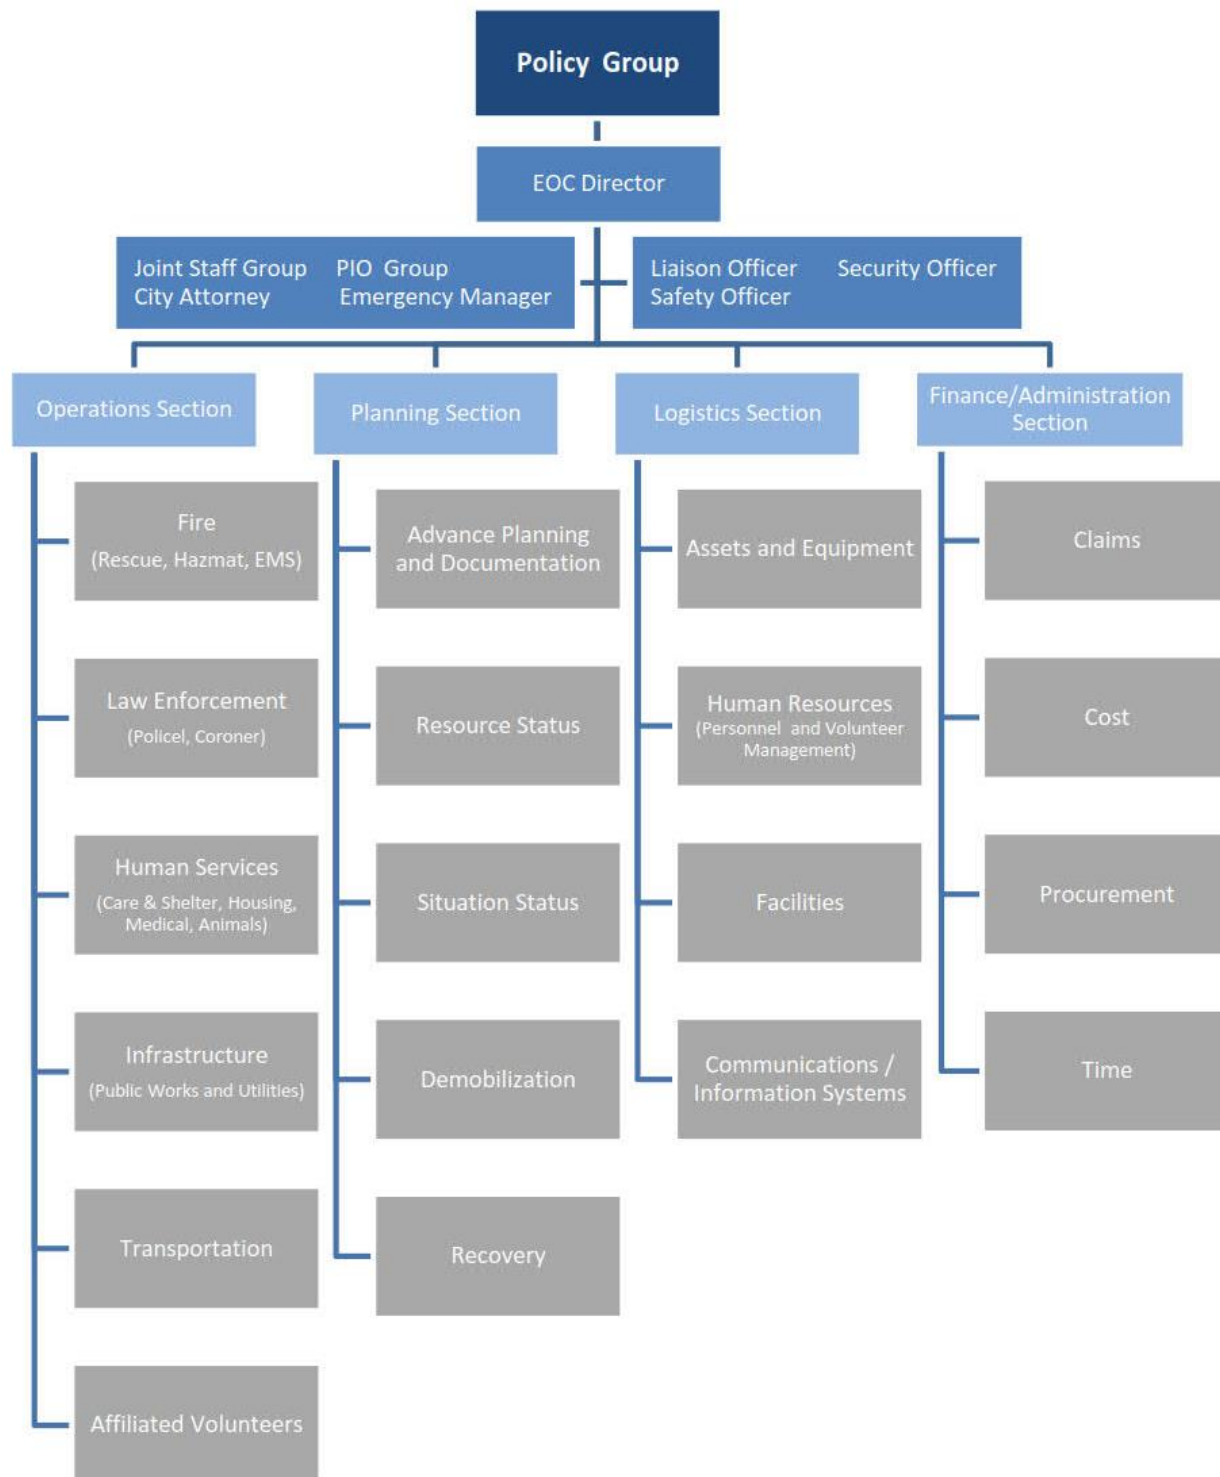 Policy Group
EOC Director
Joint Staff Group PIO Group
City Attorney Emergency Manager
Liaison Officer Security Officer
Safety Officer
Operations Section
Fire
(Rescue, Hazmat, EMS)
Law Enforcement
(Policel, Coroner)
Human Services
(Care & Shelter, Housing,
Medical, Animals)
Infrastructure
(Public Works and Utilities)
Transportation
Affiliated Volunteers
Planning Section
Advance Planning
and Documentation
Resource Status
Situation Status
Demobilization
Recovery
Logistics Section
Assets and Equipment
Human Resources
(Personnel and Volunteer
Management)
Facilities
Communications /
Information Systems
Finance/Administration
Section
Claims
Cost
Procurement
Time